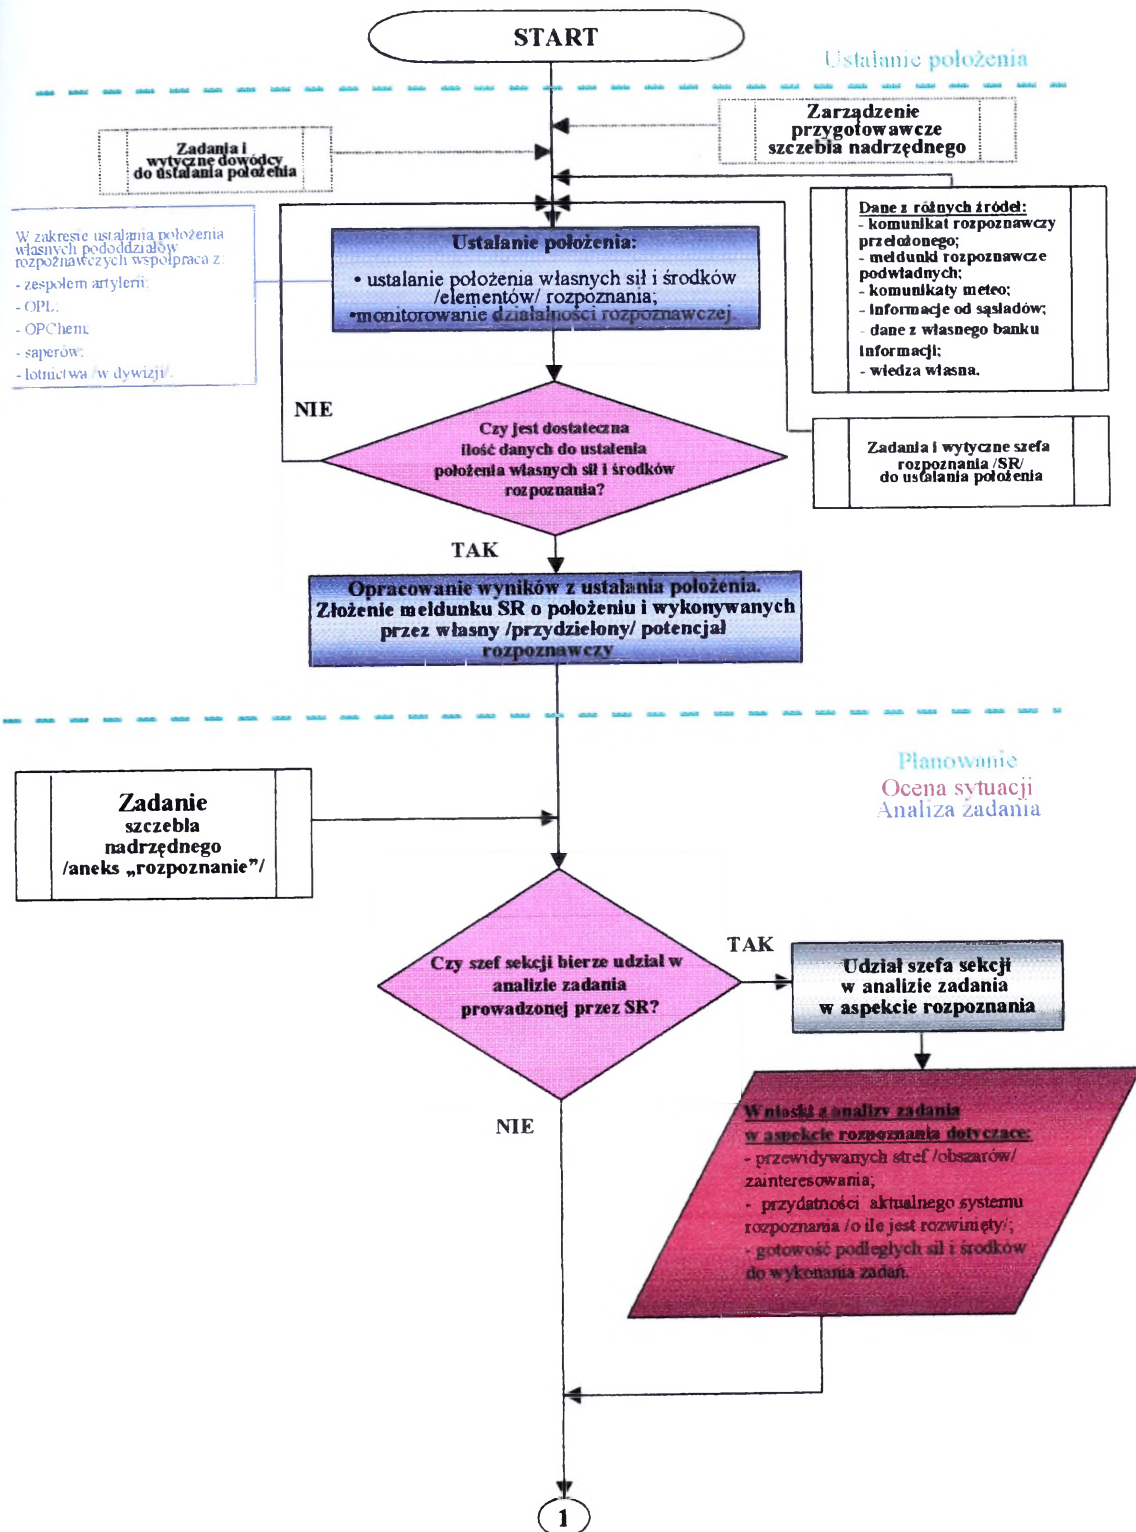 START
Ustalanie położenia
Zarządzenie
przygotowawcze
szczebla nadrzędnego
Zadania i
wytyczne dowódcy
do ustalania położenia
W zakresie ustalania położenia
własnych pododdziałów
rozpoznawczych współpraca z:
- zespołem artylerii;
- OPL;
- OPChem;
- saperów;
- lotnictwa /w dywizji/.
Ustalanie położenia:
• ustalanie położenia własnych sił i środków
/elementów/ rozpoznania;
•monitorowanie działalności rozpoznawczej.
Dane z różnych źródeł:
- komunikat rozpoznawczy
przełożonego;
- meldunki rozpoznawcze
podwładnych;
- komunikaty meteo;
- informacje od sąsiadów;
- dane z własnego banku
informacji;
- wiedza własna.
NIE
Czy jest dostateczna
ilość danych do ustalenia
położenia własnych sił i środków
rozpoznania?
Zadania i wytyczne szefa
rozpoznania /SR/
do ustalania położenia
TAK
Opracowanie wyników z ustalania położenia.
Złożenie meldunku SR o położeniu i wykonywanych
przez własny /przydzielony/ potencjał
rozpoznawczy
Planowanie
Ocena sytuacji
Analiza zadania
Zadanie
szczebla
nadrzędnego
/aneks „rozpoznanie”/
Czy szef sekcji bierze udział w
analizie zadania
prowadzonej przez SR?
TAK
Udział szefa sekcji
w analizie zadania
w aspekcie rozpoznania
NIE
Wnioski z analizy zadania
w aspekcie rozpoznania dotyczące:
- przewidywanych stref /obszarów/
zainteresowania;
- przydatności aktualnego systemu
rozpoznania /o ile jest rozwinięty/;
- gotowość podległych sił i środków
do wykonania zadań.
1